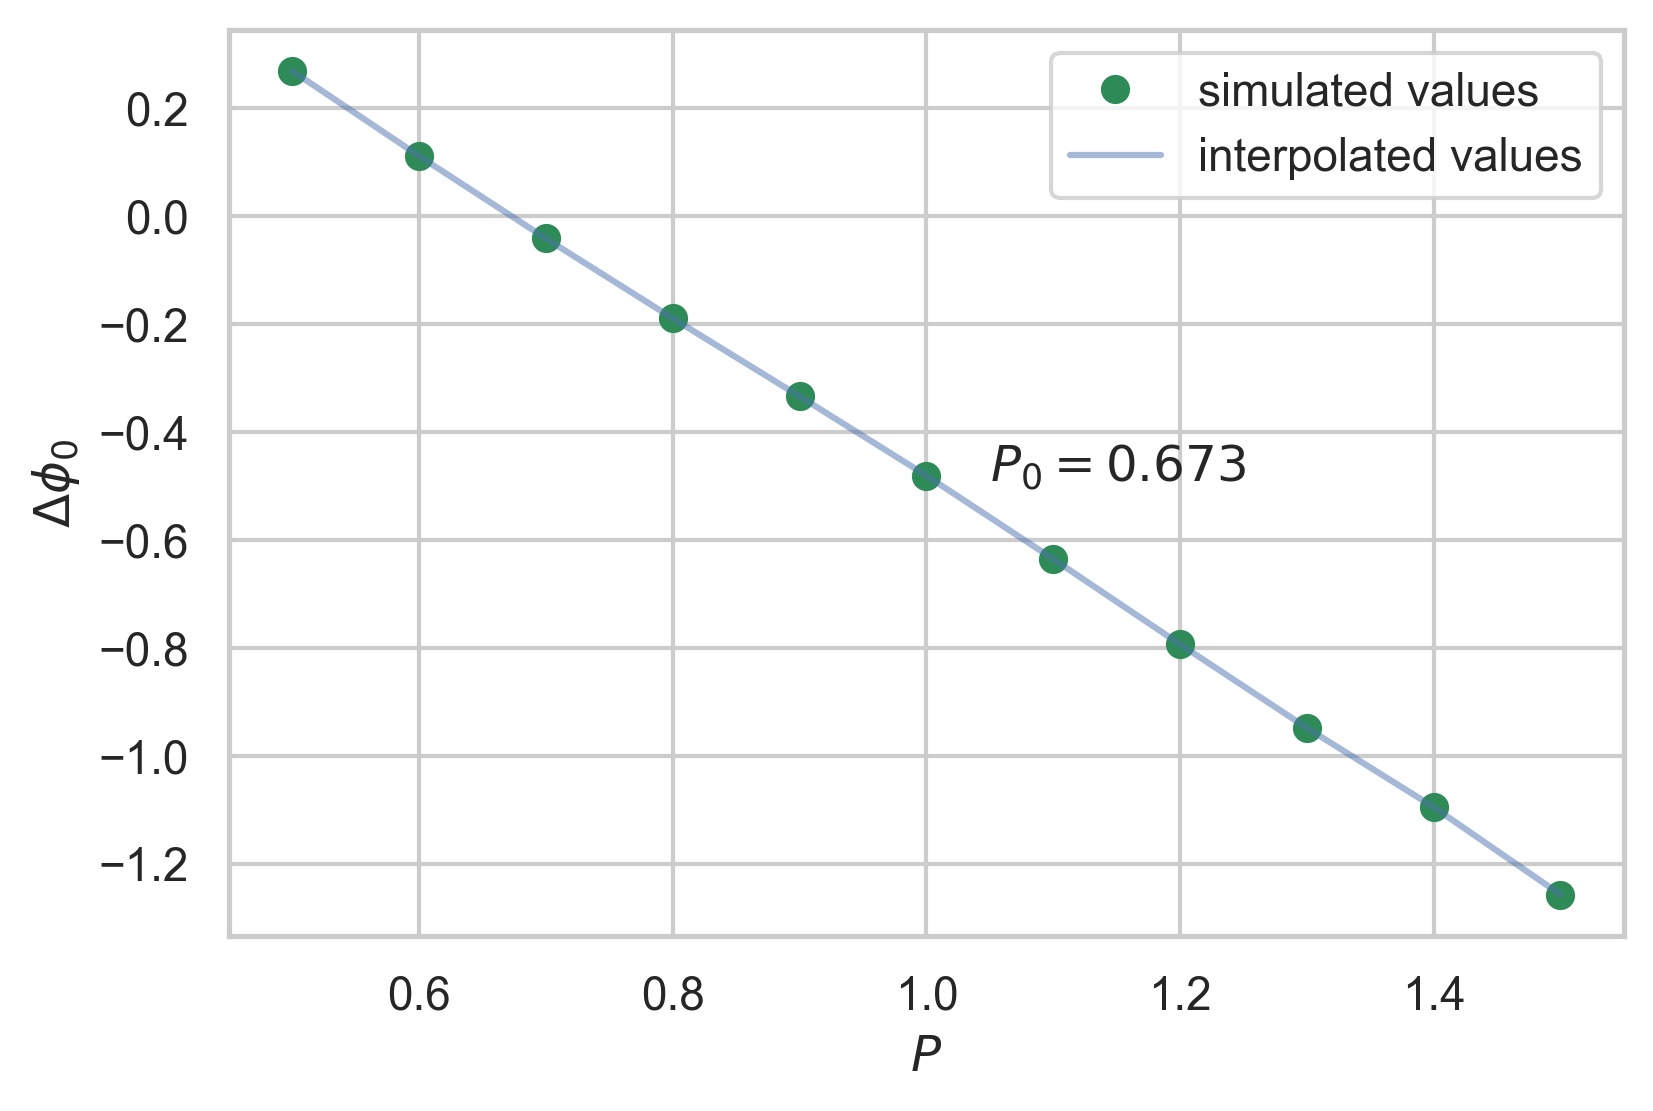 simulated values
interpolated values
0.2
0.0
−0.2
−0.4
−0.6
−0.8
−1.0
−1.2
Δϕ₀
P₀ = 0.673
0.6 0.8 1.0 1.2 1.4
P